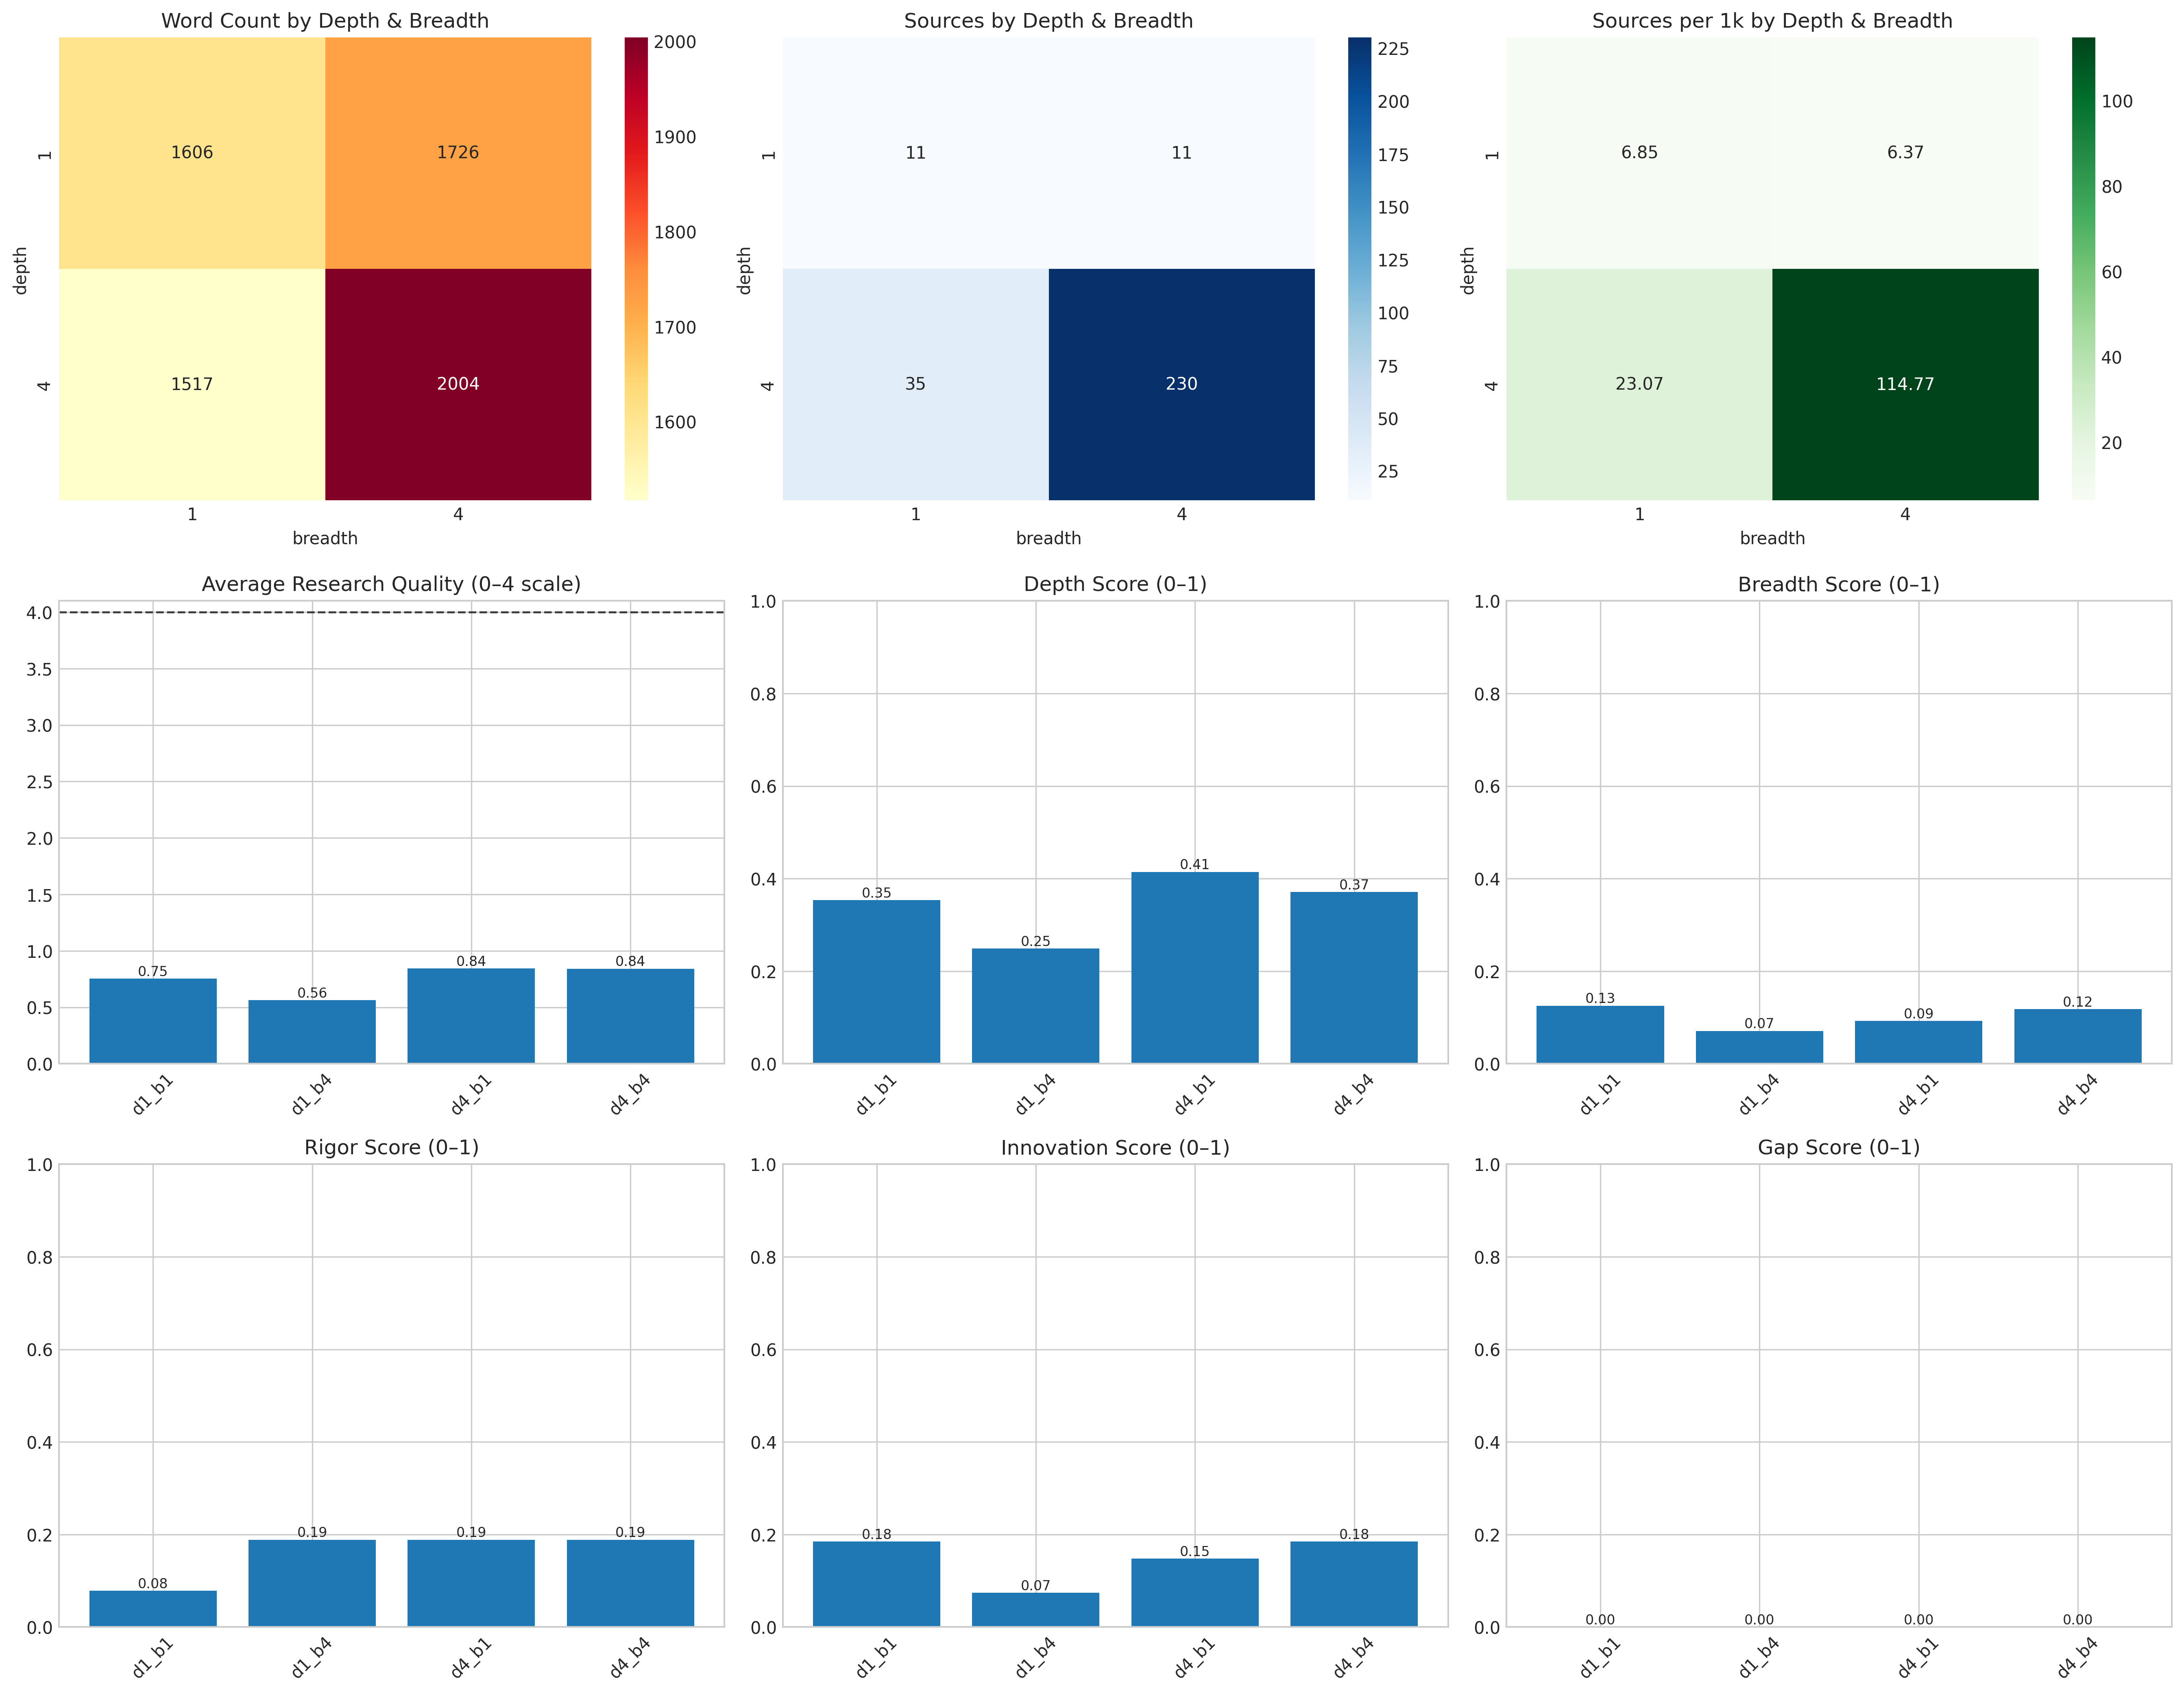 Word Count by Depth & Breadth
1606
1726
1517
2004
1
4
depth
1
4
breadth
2000
1900
1800
1700
1600
Sources by Depth & Breadth
11
11
35
230
1
4
depth
1
4
breadth
225
200
175
150
125
100
75
50
25
Sources per 1k by Depth & Breadth
6.85
6.37
23.07
114.77
1
4
depth
1
4
breadth
100
80
60
40
20
Average Research Quality (0–4 scale)
4.0
3.5
3.0
2.5
2.0
1.5
1.0
0.5
0.0
0.75
0.56
0.84
0.84
d1_b1
d1_b4
d4_b1
d4_b4
Depth Score (0–1)
1.0
0.8
0.6
0.4
0.2
0.0
0.35
0.25
0.41
0.37
d1_b1
d1_b4
d4_b1
d4_b4
Breadth Score (0–1)
1.0
0.8
0.6
0.4
0.2
0.0
0.13
0.07
0.09
0.12
d1_b1
d1_b4
d4_b1
d4_b4
Rigor Score (0–1)
1.0
0.8
0.6
0.4
0.2
0.0
0.08
0.19
0.19
0.19
d1_b1
d1_b4
d4_b1
d4_b4
Innovation Score (0–1)
1.0
0.8
0.6
0.4
0.2
0.0
0.18
0.07
0.15
0.18
d1_b1
d1_b4
d4_b1
d4_b4
Gap Score (0–1)
1.0
0.8
0.6
0.4
0.2
0.0
0.00
0.00
0.00
0.00
d1_b1
d1_b4
d4_b1
d4_b4